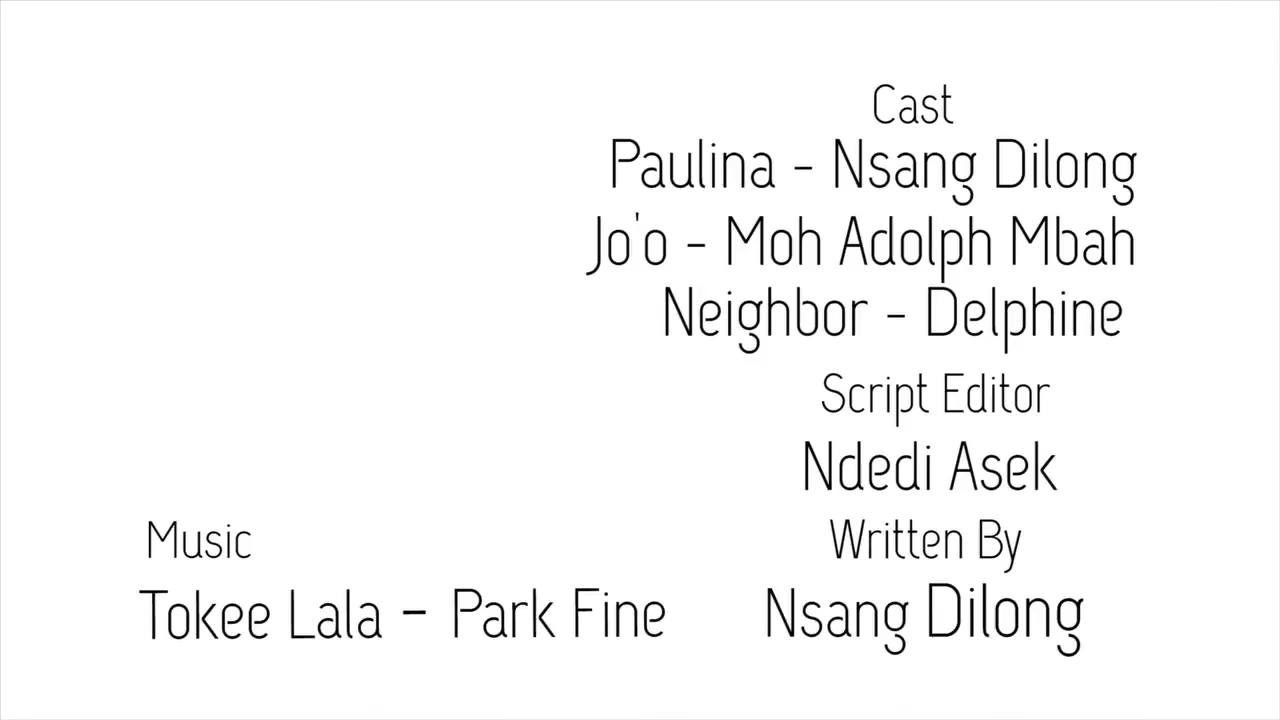 Cast
Paulina - Nsang Dilong
Jo'o - Moh Adolph Mbah
Neighbor - Delphine
Script Editor
Ndedi Asek
Written By
Nsang Dilong
Music
Tokee Lala - Park Fine